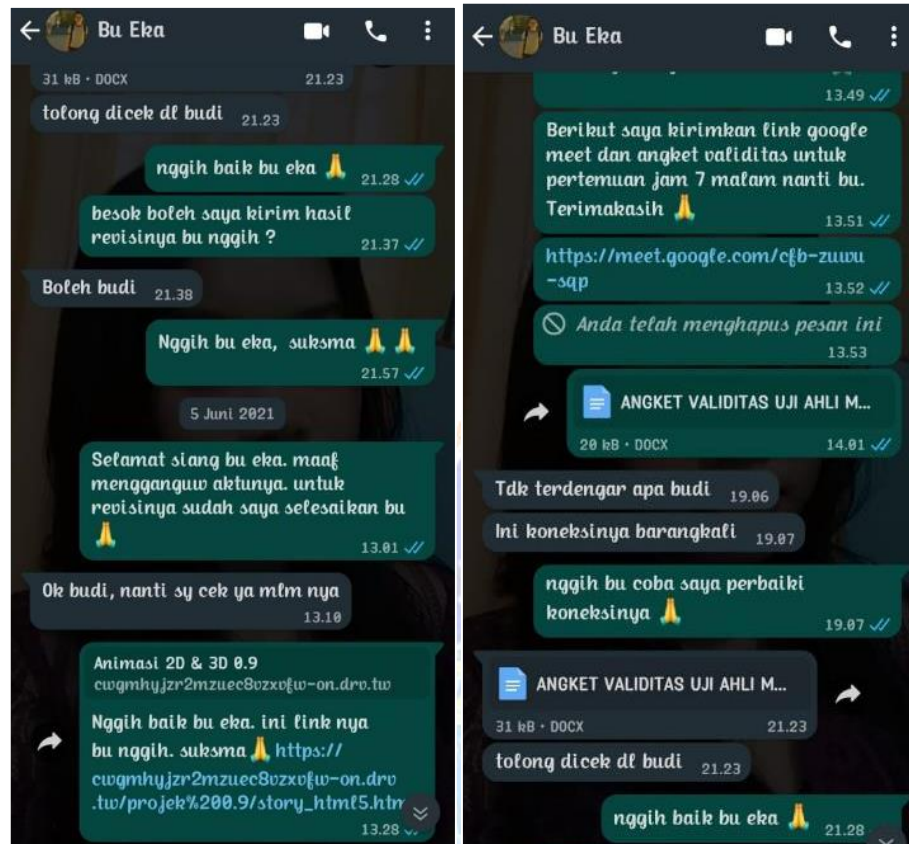 Bu Eka
31 kB · DOCX 21.23
tolong dicek dl budi 21.23
nggih baik bu eka 🙏 21.28
besok boleh saya kirim hasil
revisinya bu nggih ? 21.37
Boleh budi 21.38
Nggih bu eka, suksma 🙏 🙏
21.57
5 Juni 2021
Selamat siang bu eka. maaf
mengganguw aktunya. untuk
revisinya sudah saya selesaikan bu
🙏 13.01
Ok budi, nanti sy cek ya mlm nya
13.10
Animasi 2D & 3D 0.9
cwgmhyjzr2mzuec8vzxvfw-on.drv.tw
Nggih baik bu eka. ini link nya
bu nggih. suksma 🙏 https://
cwgmhyjzr2mzuec8vzxvfw-on.drv
.tw/projek%200.9/story_html5.htm
13.28
Bu Eka
13.49
Berikut saya kirimkan link google
meet dan angket validitas untuk
pertemuan jam 7 malam nanti bu.
Terimakasih 🙏 13.51
https://meet.google.com/cfb-zuwu
-sqp 13.52
Anda telah menghapus pesan ini
13.53
ANGKET VALIDITAS UJI AHLI M...
20 kB · DOCX 14.01
Tdk terdengar apa budi 19.06
Ini koneksinya barangkali 19.07
nggih bu coba saya perbaiki
koneksinya 🙏 19.07
ANGKET VALIDITAS UJI AHLI M...
31 kB · DOCX 21.23
tolong dicek dl budi 21.23
nggih baik bu eka 🙏 21.28